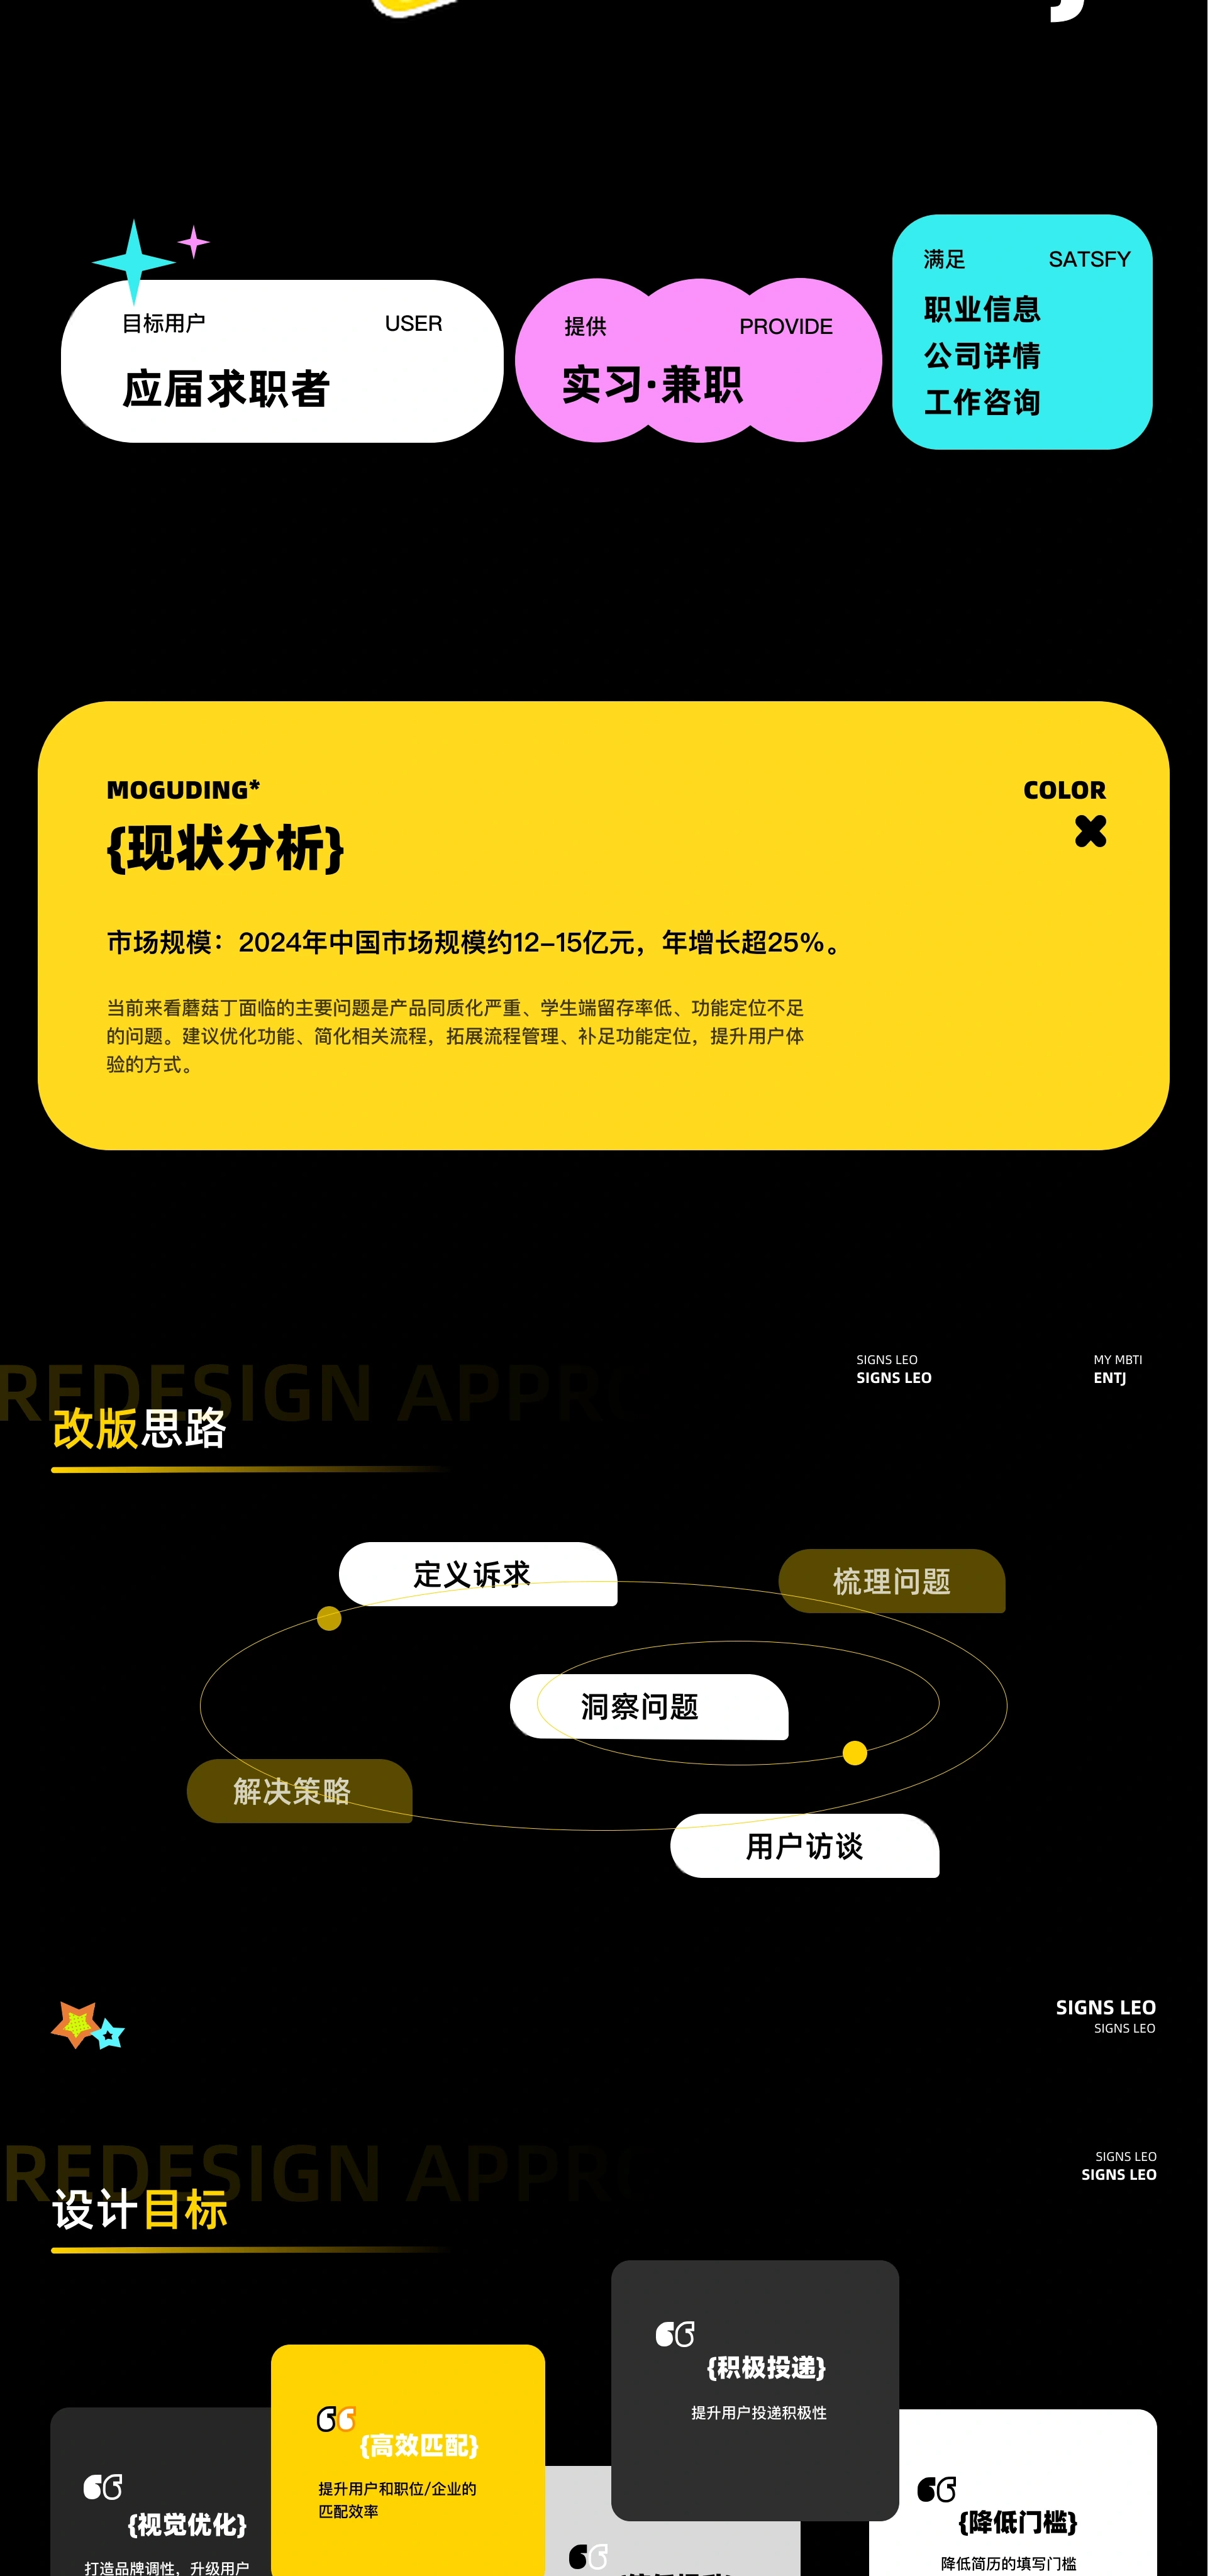 目标用户
USER
应届求职者
提供
PROVIDE
实习·兼职
满足
SATSFY
职业信息
公司详情
工作咨询
MOGUDING*
COLOR
{现状分析}
市场规模：2024年中国市场规模约12-15亿元，年增长超25%。
当前来看蘑菇丁面临的主要问题是产品同质化严重、学生端留存率低、功能定位不足
的问题。建议优化功能、简化相关流程，拓展流程管理、补足功能定位，提升用户体
验的方式。
REDESIGN APPRO
SIGNS LEO
SIGNS LEO
MY MBTI
ENTJ
改版思路
定义诉求
梳理问题
洞察问题
解决策略
用户访谈
SIGNS LEO
SIGNS LEO
REDESIGN APPRO
SIGNS LEO
SIGNS LEO
设计目标
{积极投递}
提升用户投递积极性
{高效匹配}
提升用户和职位/企业的
匹配效率
{视觉优化}
打造品牌调性，升级用户
{降低门槛}
降低简历的填写门槛